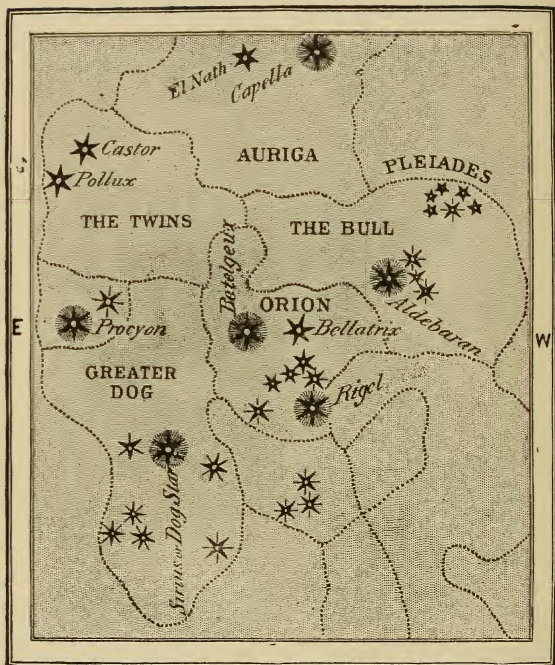 El Nath
Capella
Castor
Pollux
AURIGA
PLEIADES
THE TWINS
Betelgeux
THE BULL
ORION
Aldebaran
E
Procyon
Bellatrix
W
GREATER
DOG
Rigel
Sirius or Dog Star